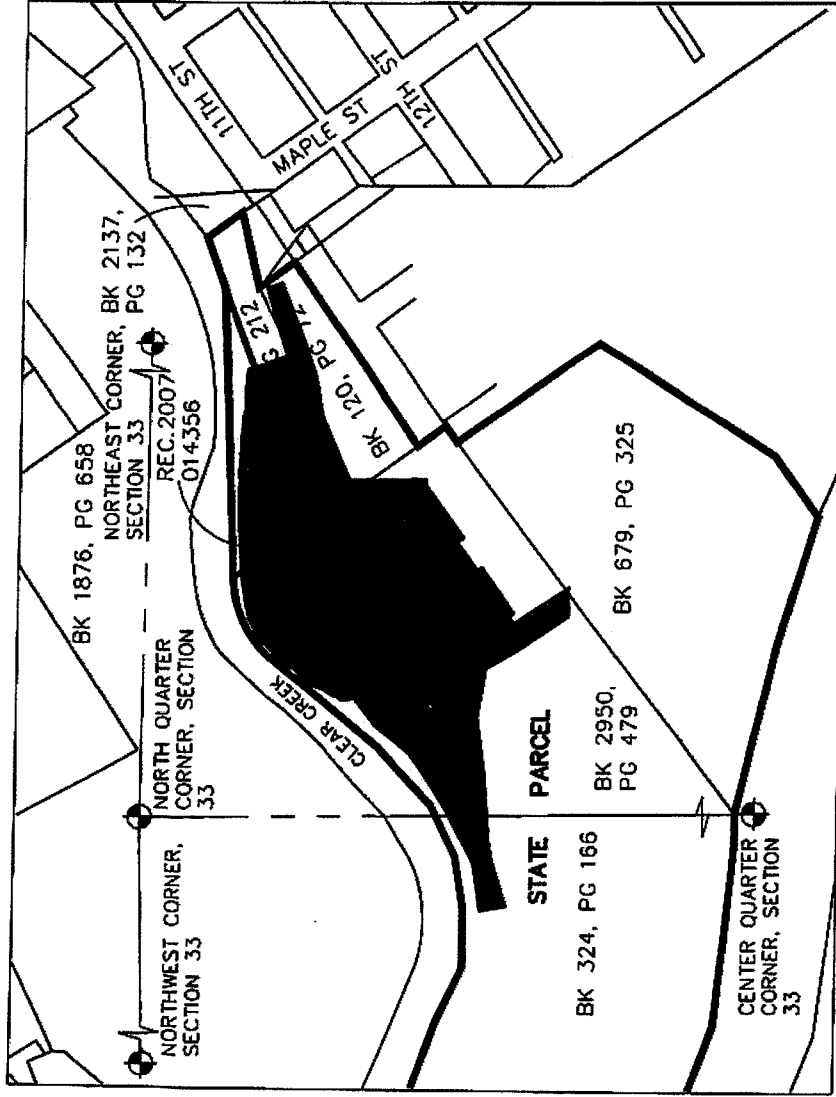 BK 1876, PG 658
NORTHEAST CORNER,
SECTION 33
BK 2137,
PG 132
REC.2007
014356
11TH ST
MAPLE ST
12TH ST
NORTH QUARTER
CORNER, SECTION
33
NORTHWEST CORNER,
SECTION 33
CLEAR CREEK
G 212
BK 120, PG 72
BK 679, PG 325
STATE PARCEL
BK 2950,
PG 479
BK 324, PG 166
CENTER QUARTER
CORNER, SECTION
33